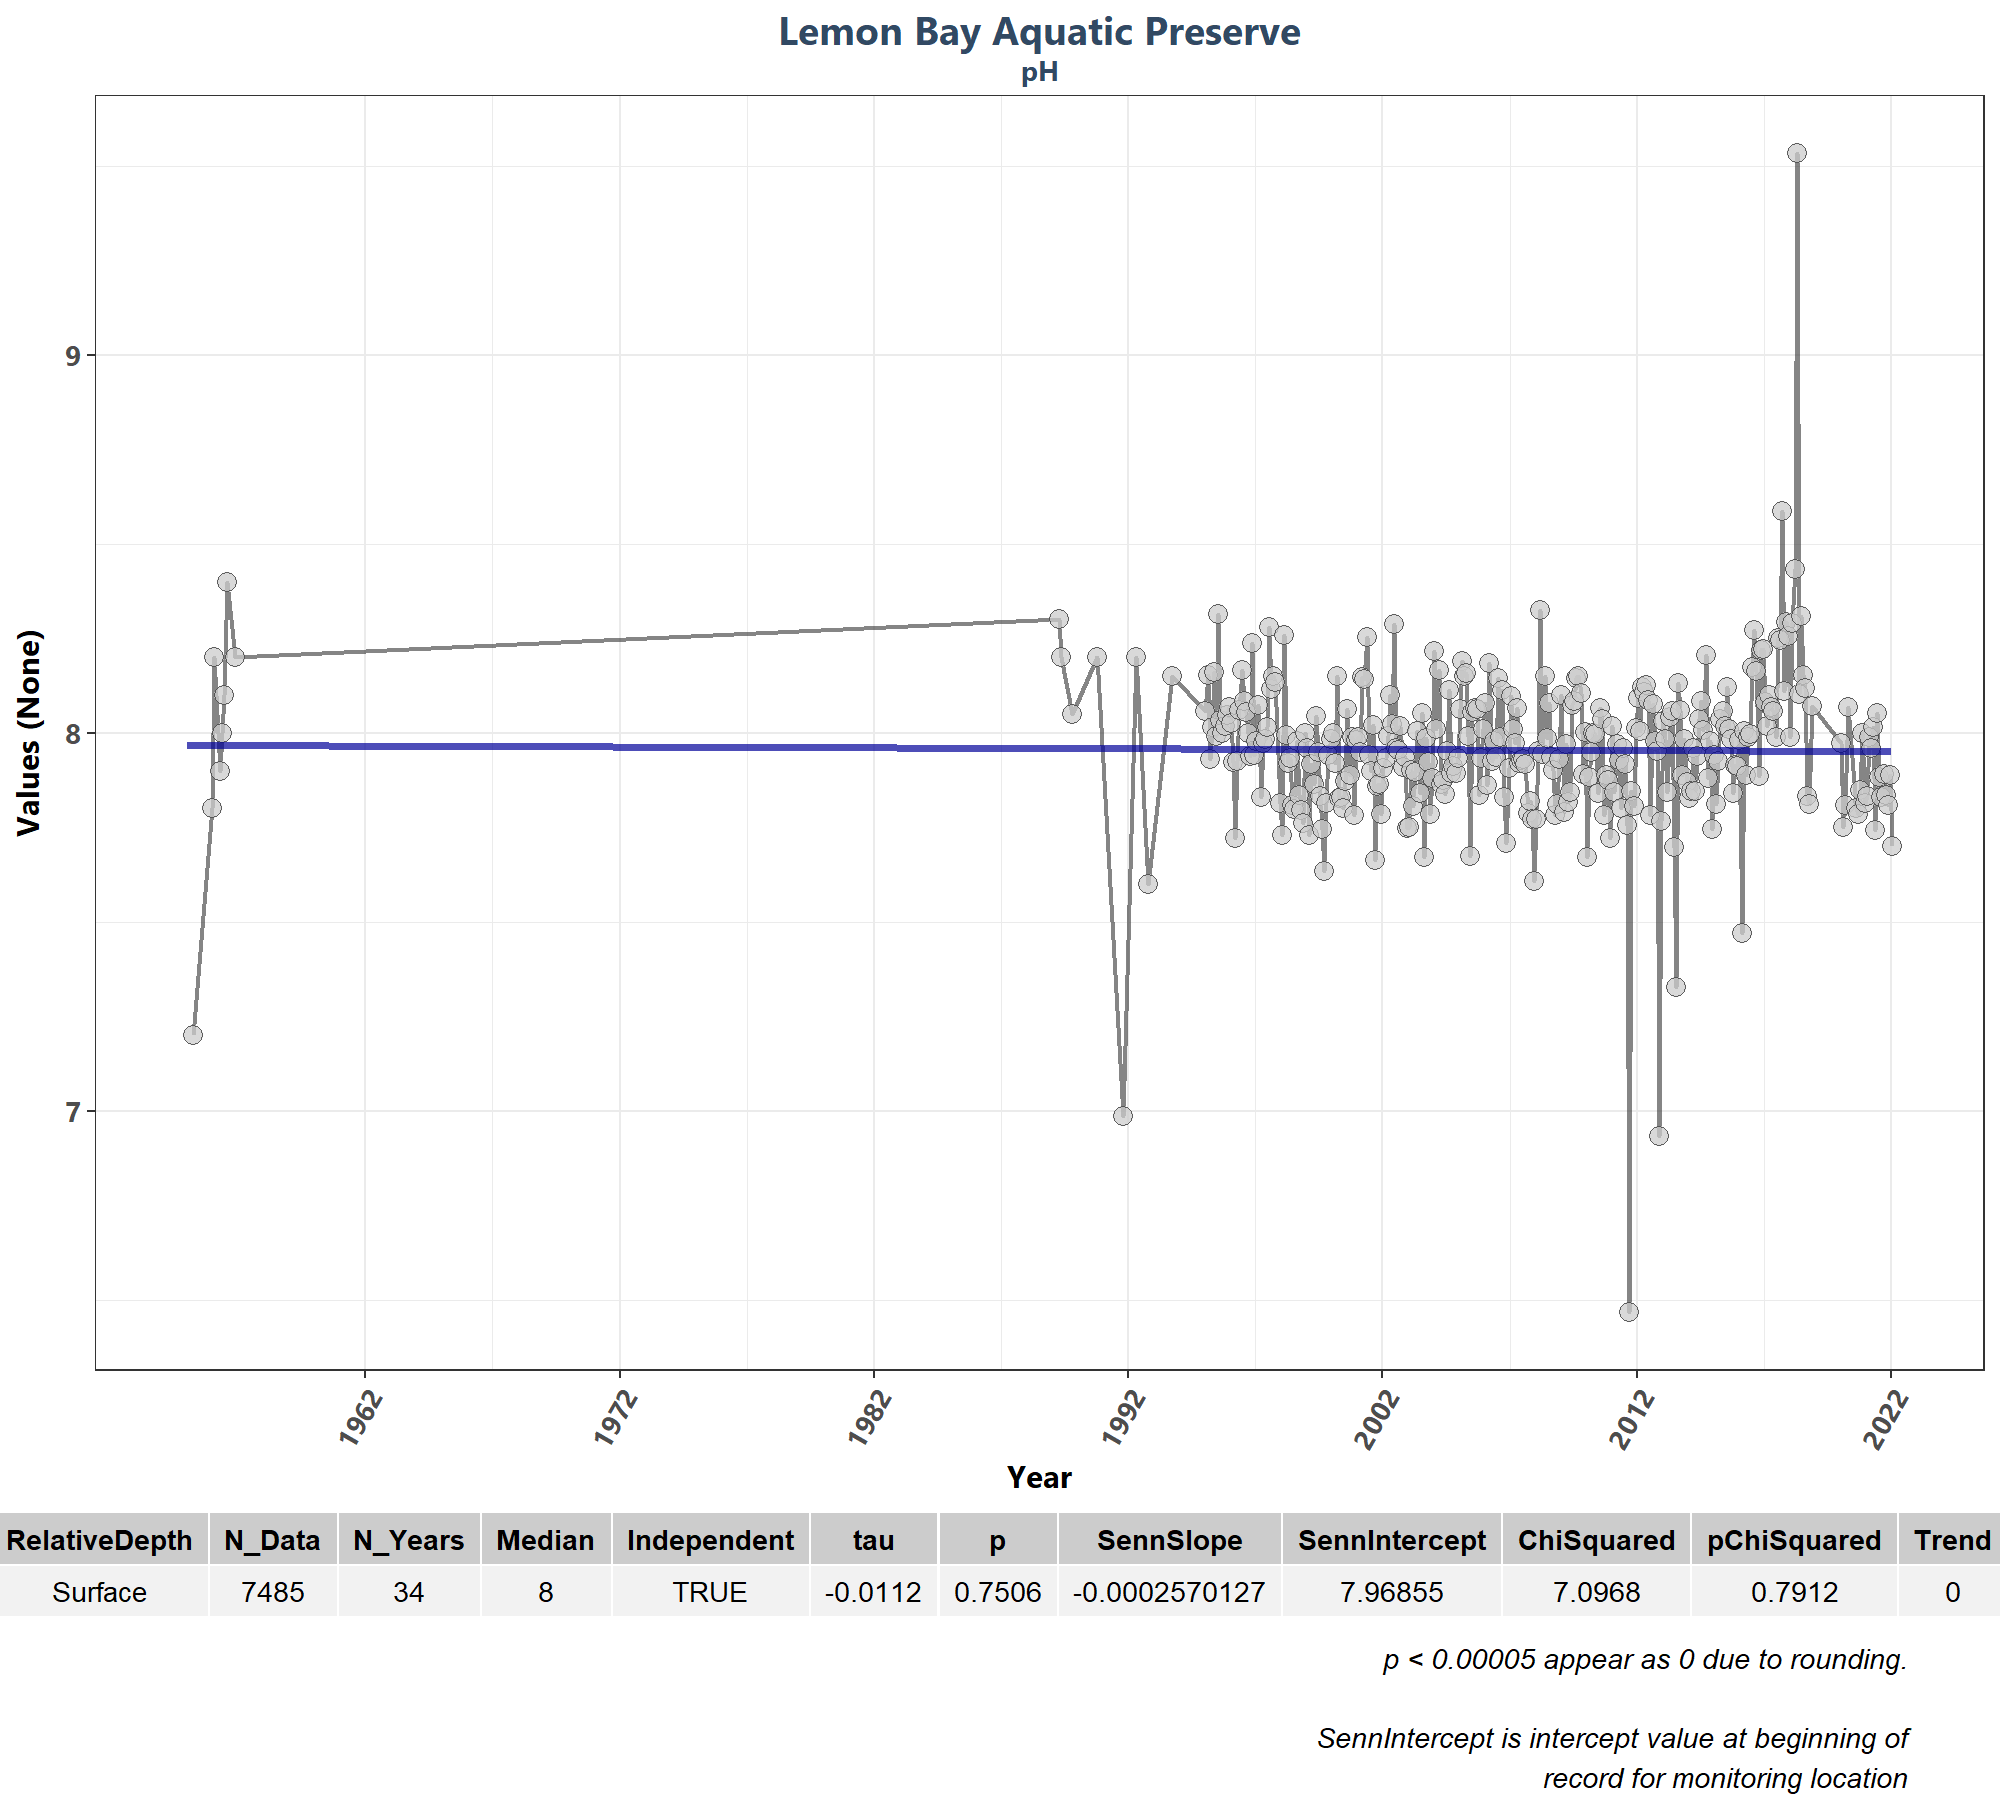 Lemon Bay Aquatic Preserve
pH
Values (None)
9
8
7
1962
1972
1982
1992
2002
2012
2022
Year
RelativeDepth N_Data N_Years Median Independent tau p SennSlope SennIntercept ChiSquared pChiSquared Trend
Surface 7485 34 8 TRUE -0.0112 0.7506 -0.0002570127 7.96855 7.0968 0.7912 0
p < 0.00005 appear as 0 due to rounding.
SennIntercept is intercept value at beginning of
record for monitoring location